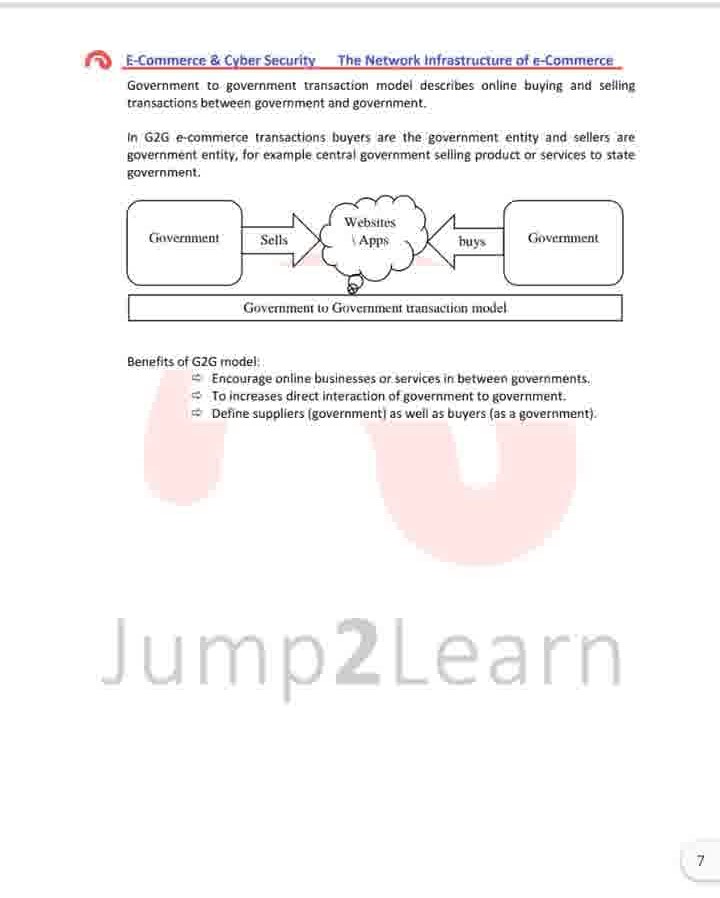 E-Commerce & Cyber Security The Network Infrastructure of e-Commerce
Government to government transaction model describes online buying and selling
transactions between government and government.
In G2G e-commerce transactions buyers are the government entity and sellers are
government entity, for example central government selling product or services to state
government.
Government
Sells
Websites
\ Apps
buys
Government
Government to Government transaction model
Benefits of G2G model:
⇨ Encourage online businesses or services in between governments.
⇨ To increases direct interaction of government to government.
⇨ Define suppliers (government) as well as buyers (as a government).
Jump2Learn
7